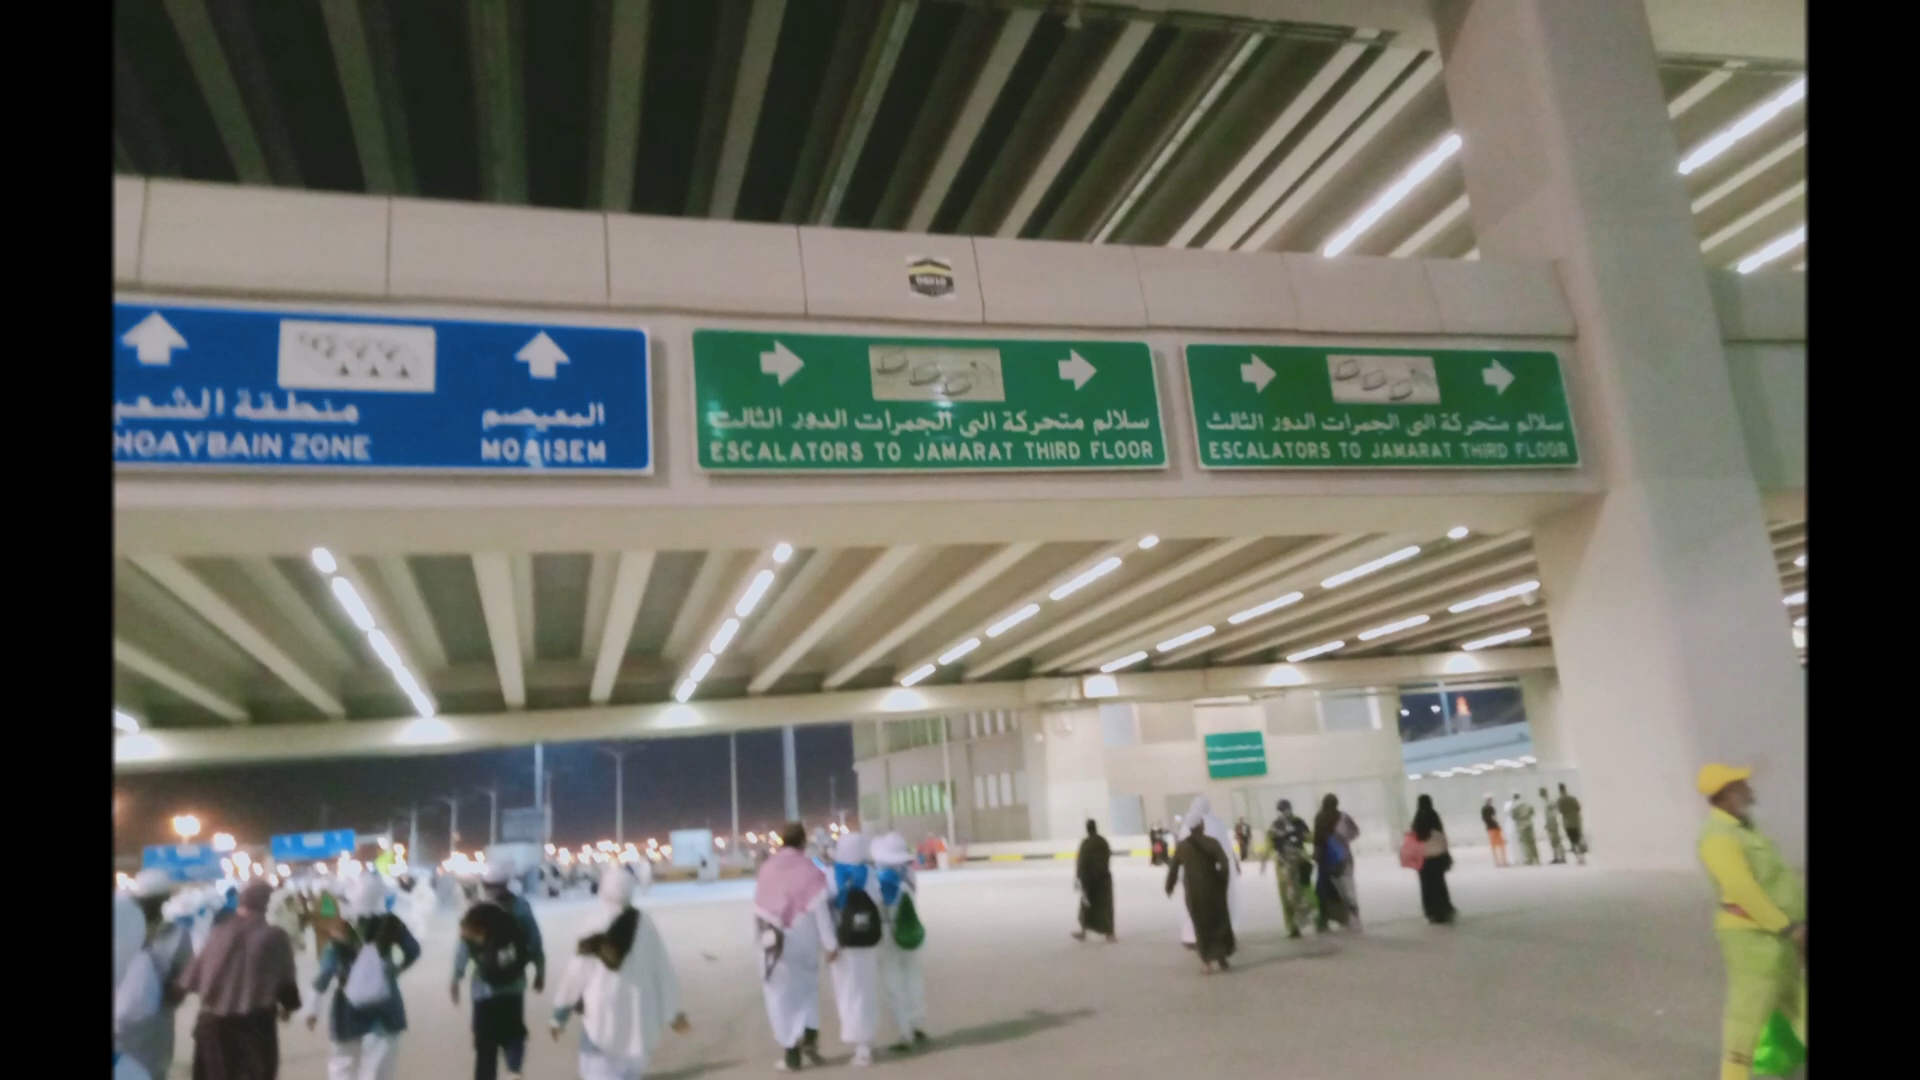 منطقة الشعي
HOAYBAIN ZONE
المعيصم
MOAISEM
سلالم متحركة الى الجمرات الدور الثالث
ESCALATORS TO JAMARAT THIRD FLOOR
سلالم متحركة الى الجمرات الدور الثالث
ESCALATORS TO JAMARAT THIRD FLOOR